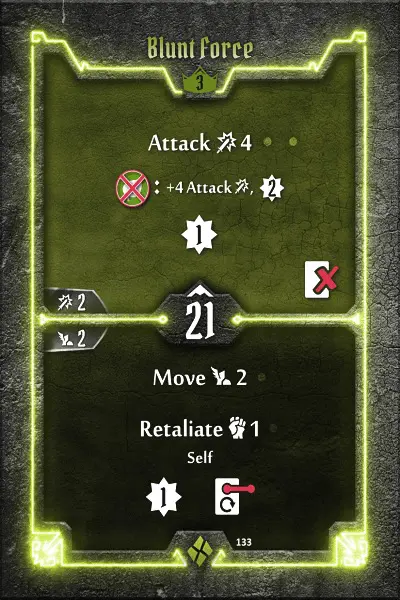 Blunt Force
3
Attack 4
: +4 Attack , 2
1
2
21
2
Move 2
Retaliate 1
Self
1
133